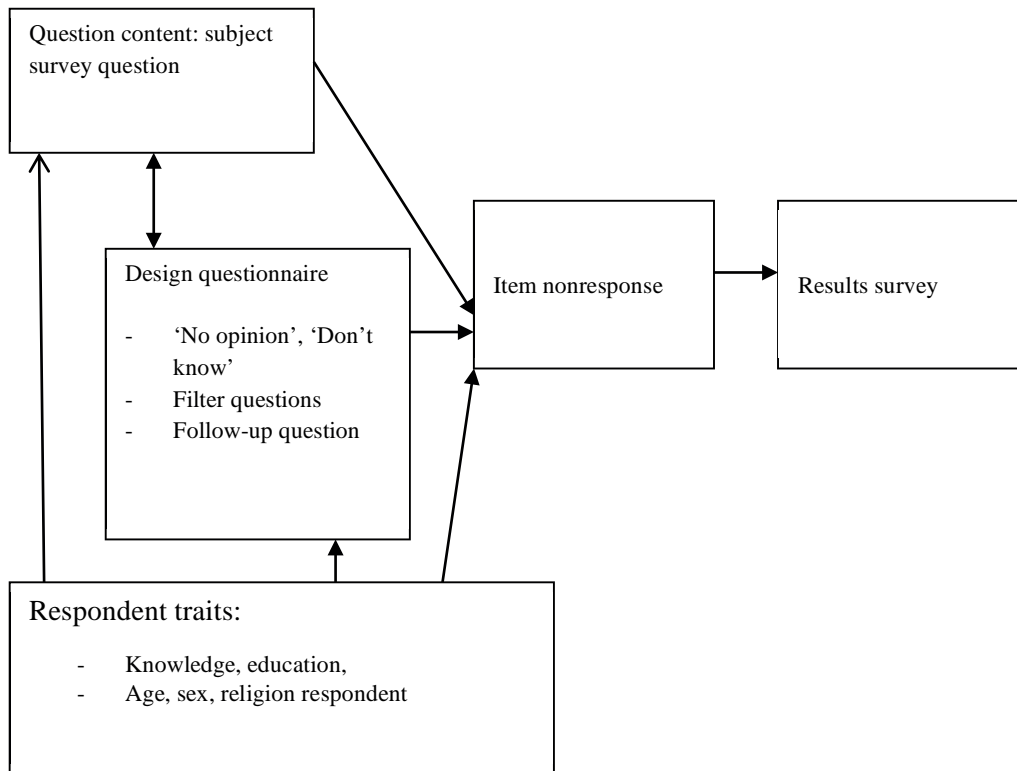 Question content: subject
survey question
Design questionnaire
- ‘No opinion’, ‘Don’t
know’
- Filter questions
- Follow-up question
Item nonresponse
Results survey
Respondent traits:
- Knowledge, education,
- Age, sex, religion respondent